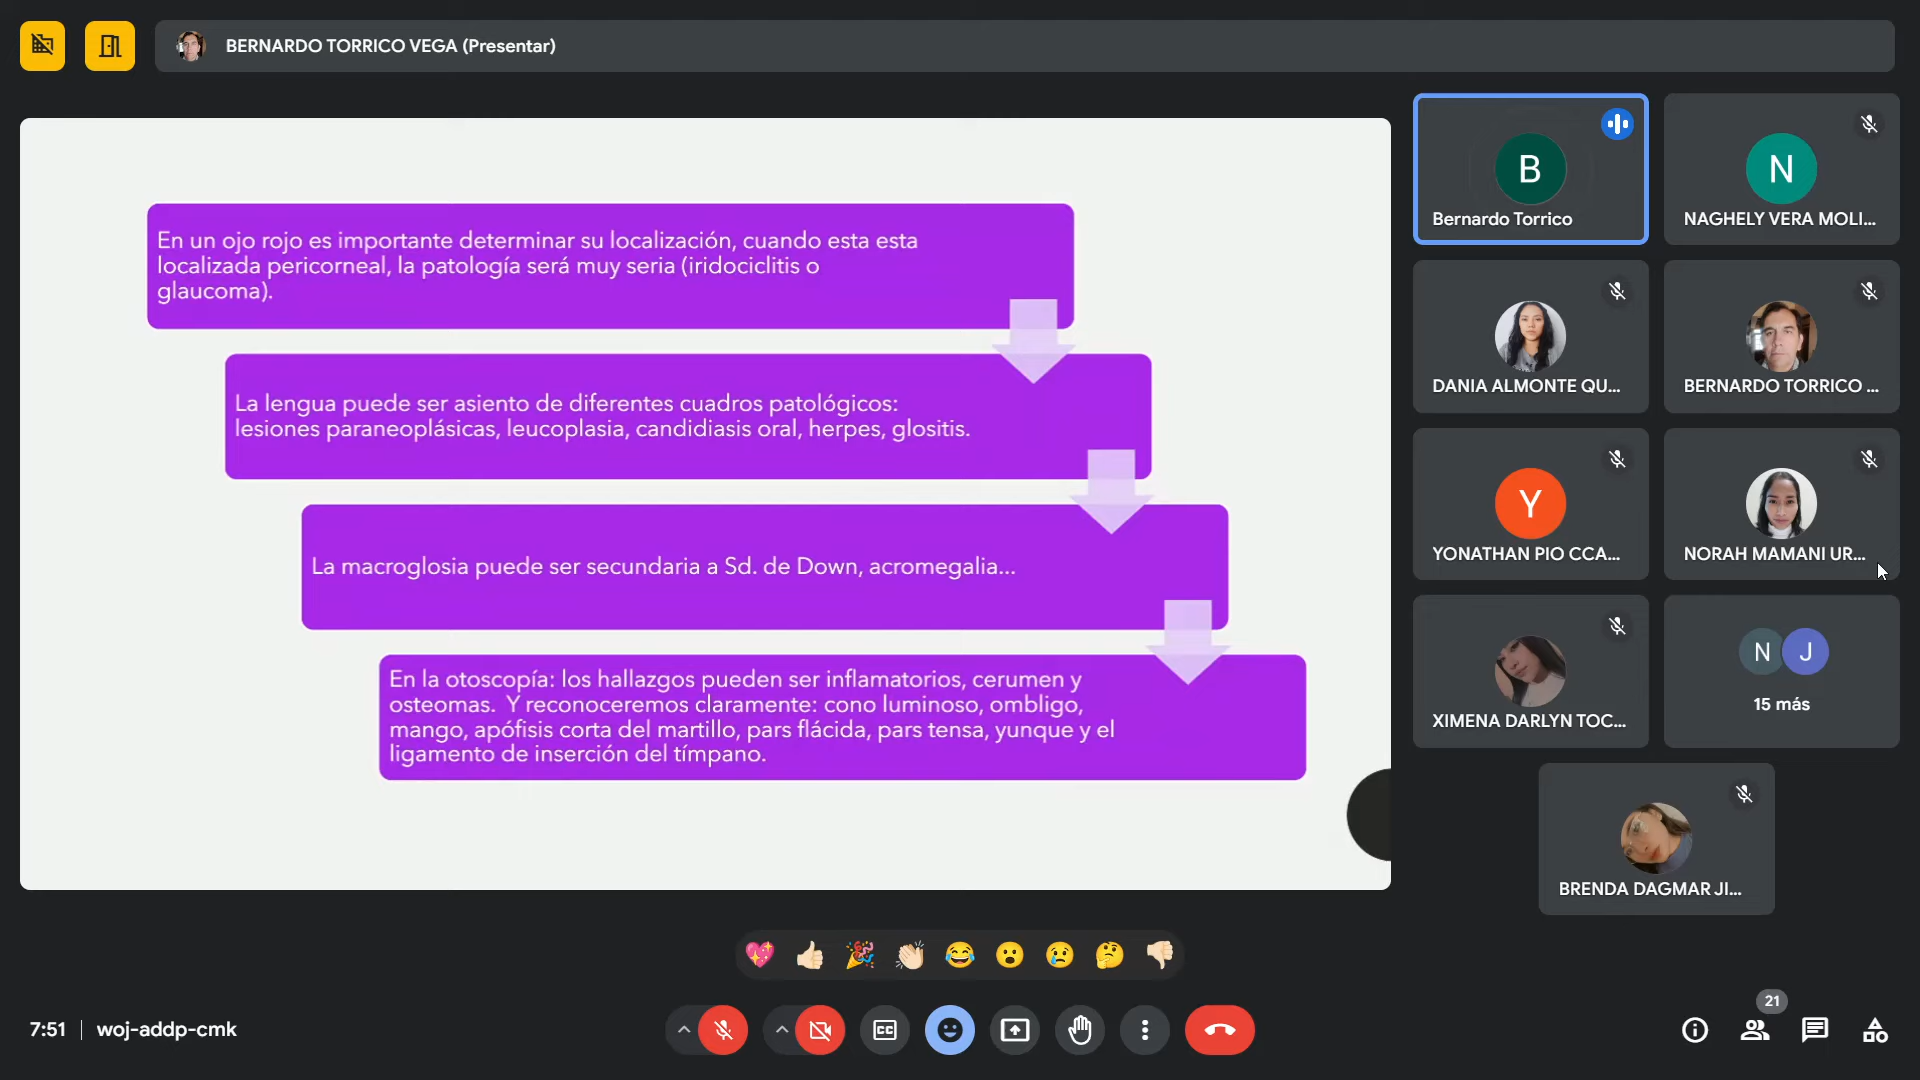 BERNARDO TORRICO VEGA (Presentar)
En un ojo rojo es importante determinar su localización, cuando esta esta
localizada pericorneal, la patología será muy seria (iridociclitis o
glaucoma).
La lengua puede ser asiento de diferentes cuadros patológicos:
lesiones paraneoplásicas, leucoplasia, candidiasis oral, herpes, glositis.
La macroglosia puede ser secundaria a Sd. de Down, acromegalia...
En la otoscopía: los hallazgos pueden ser inflamatorios, cerumen y
osteomas. Y reconoceremos claramente: cono luminoso, ombligo,
mango, apófisis corta del martillo, pars flácida, pars tensa, yunque y el
ligamento de inserción del tímpano.
B
Bernardo Torrico
N
NAGHELY VERA MOLI...
DANIA ALMONTE QU...
BERNARDO TORRICO ...
Y
YONATHAN PIO CCA...
NORAH MAMANI UR...
XIMENA DARLYN TOC...
N J
15 más
BRENDA DAGMAR JI...
7:51 | woj-addp-cmk
CC
21